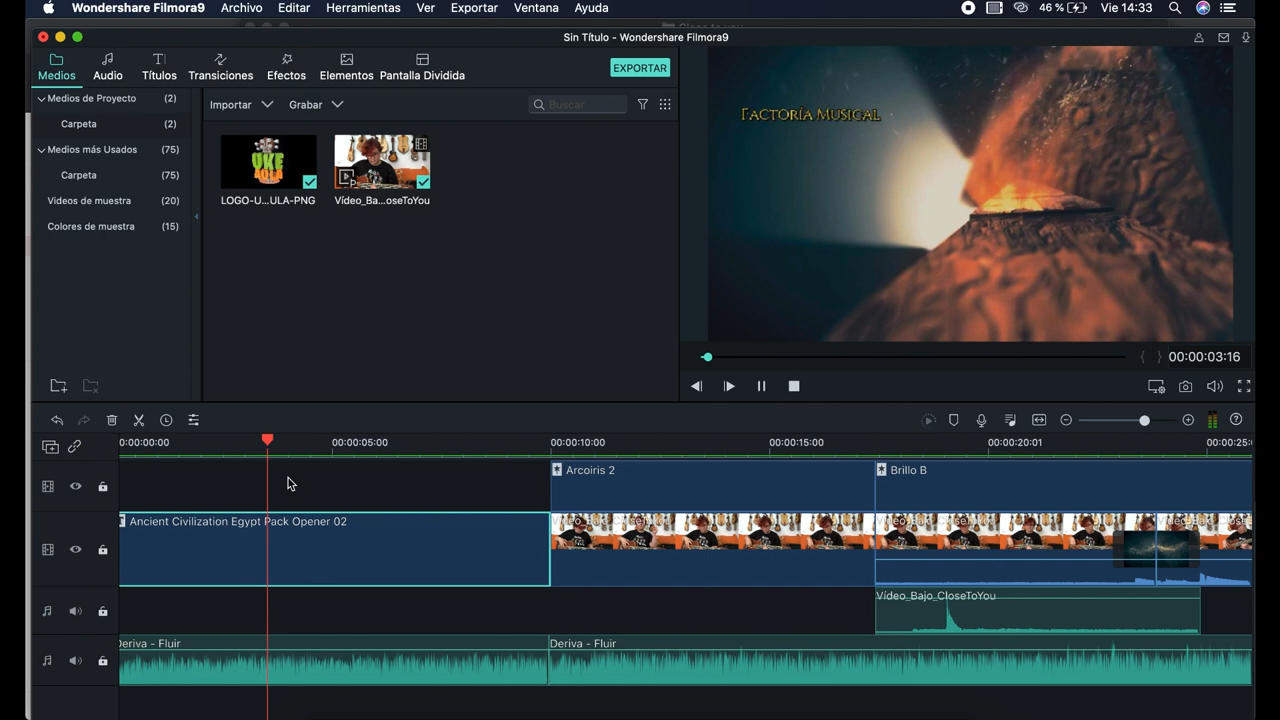 Wondershare Filmora9 Archivo Editar Herramientas Ver Exportar Ventana Ayuda 46 % Vie 14:33
Sin Título - Wondershare Filmora9
Medios Audio Títulos Transiciones Efectos Elementos Pantalla Dividida EXPORTAR
Medios de Proyecto (2)
Carpeta (2)
Medios más Usados (75)
Carpeta (75)
Videos de muestra (20)
Colores de muestra (15)
Importar Grabar Buscar
UKE
LOGO-U...ULA-PNG Vídeo_Ba...oseToYou
FACTORÍA MUSICAL
00:00:03:16
0:00:00:00 00:00:05:00 00:00:10:00 00:00:15:00 00:00:20:01 00:00:25:
Arcoiris 2 Brillo B
Ancient Civilization Egypt Pack Opener 02
Vídeo_Bajo_CloseToYou
Deriva - Fluir Deriva - Fluir